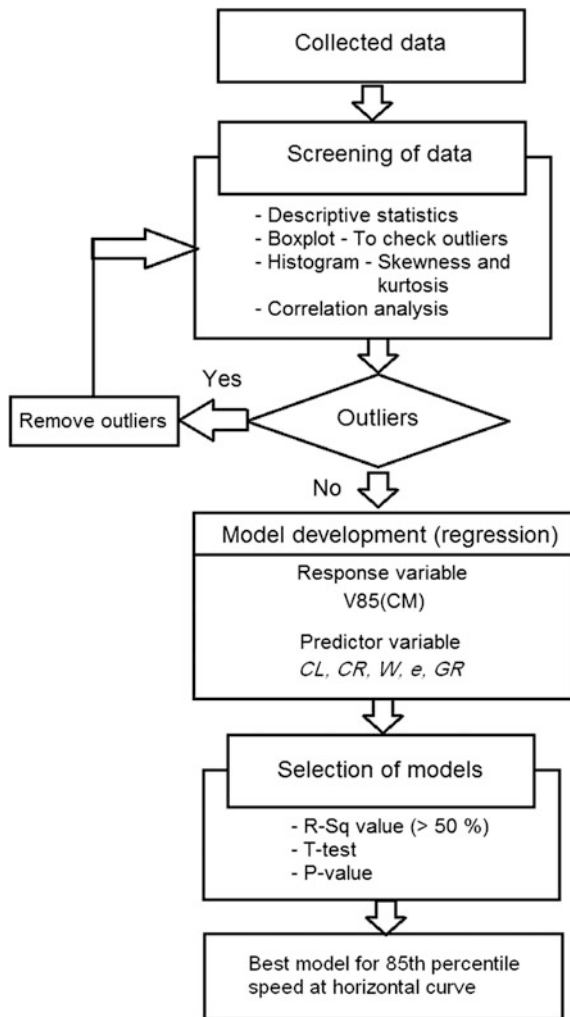 Collected data
Screening of data
- Descriptive statistics
- Boxplot - To check outliers
- Histogram - Skewness and
kurtosis
- Correlation analysis
Yes
Remove outliers
Outliers
No
Model development (regression)
Response variable
V85(CM)
Predictor variable
CL, CR, W, e, GR
Selection of models
- R-Sq value (> 50 %)
- T-test
- P-value
Best model for 85th percentile
speed at horizontal curve